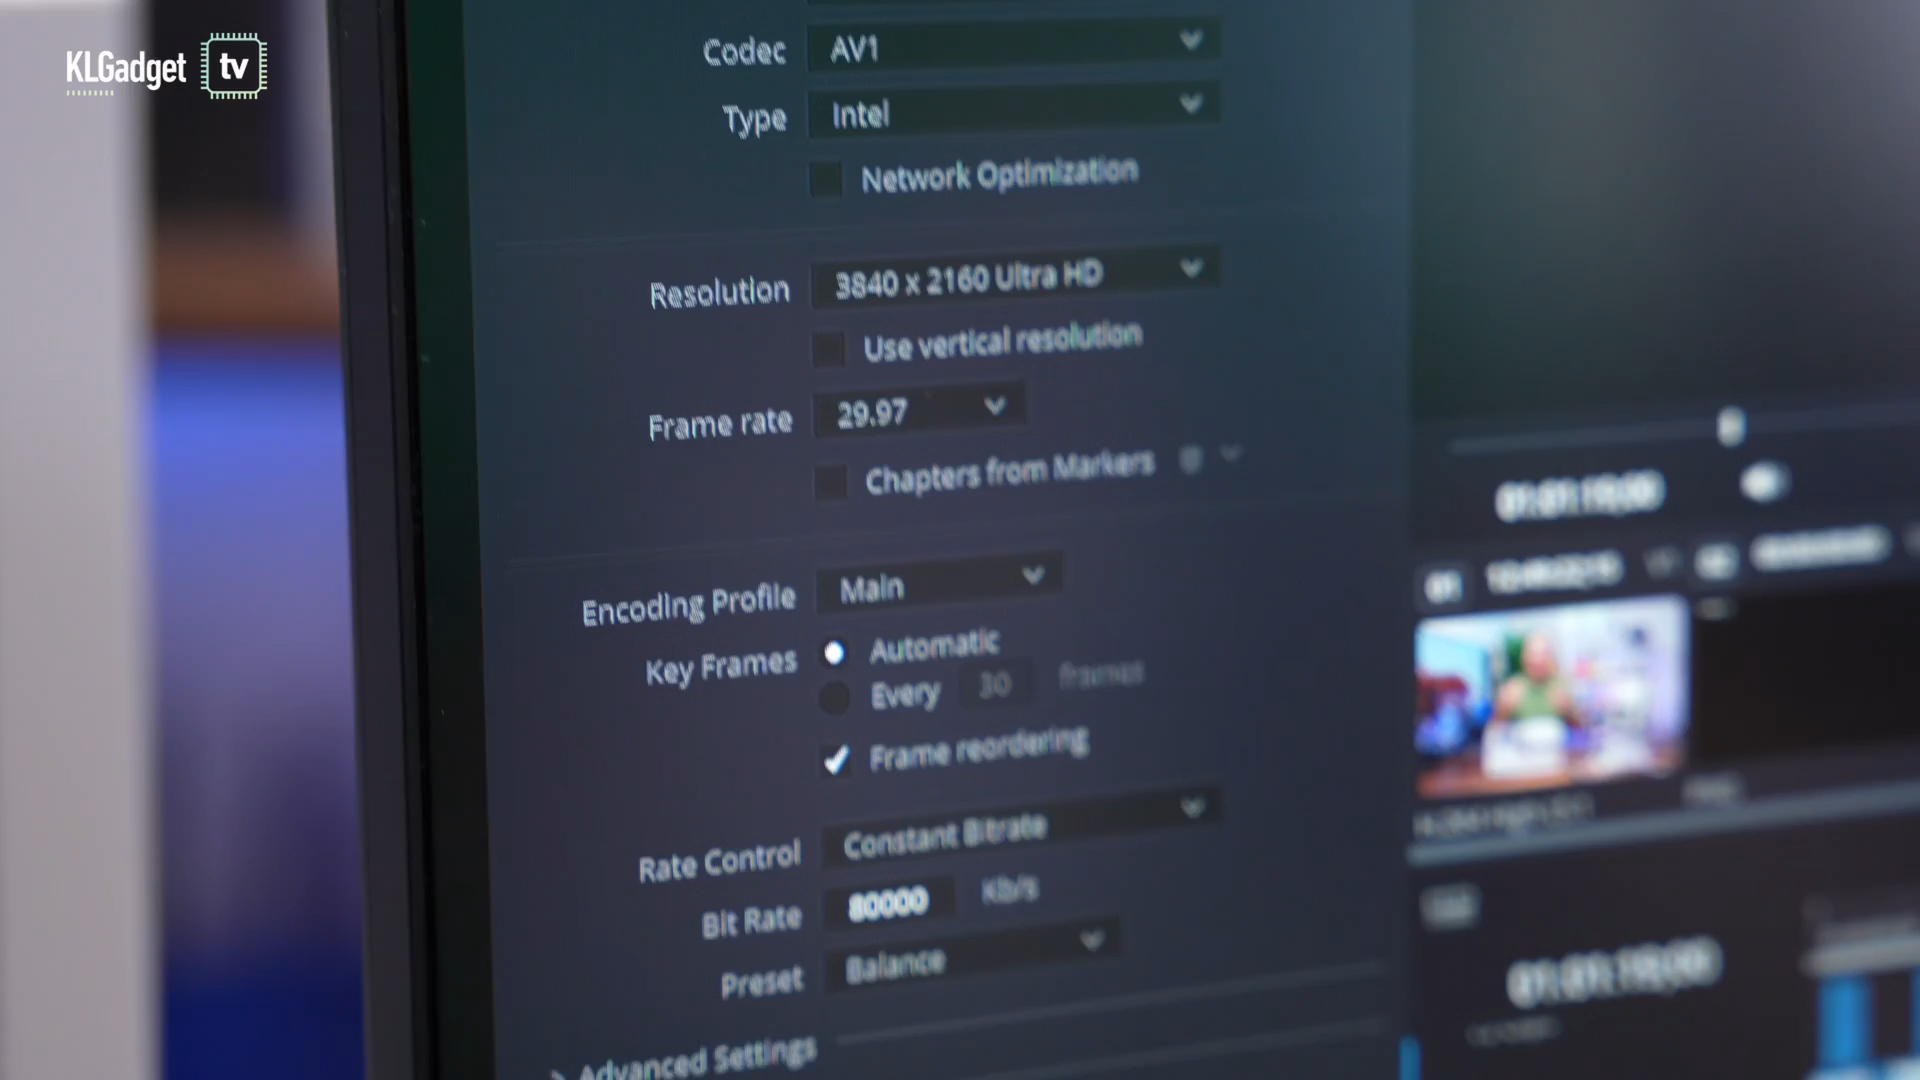 KLGadget tv
Codec AV1
Type Intel
Network Optimization
Resolution 3840 x 2160 Ultra HD
Use vertical resolution
Frame rate 29.97
Chapters from Markers
Encoding Profile Main
Key Frames Automatic
Every 30 frames
Frame reordering
Rate Control Constant Bitrate
Bit Rate 80000 Kb/s
Preset Balance
Advanced Settings